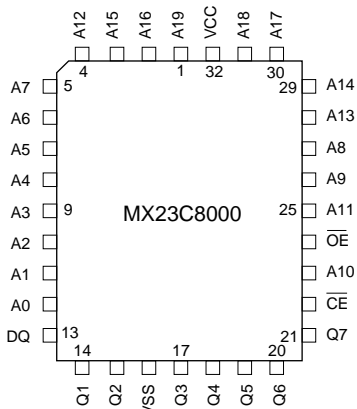 A12 A15 A16 A19 VCC A18 A17
4 1 32 30
A7 5 29 A14
A6 A13
A5 A8
A4 A9
A3 9 MX23C8000 25 A11
A2 OE
A1 A10
A0 CE
DQ 13 21 Q7
14 17 20
Q1 Q2 VSS Q3 Q4 Q5 Q6